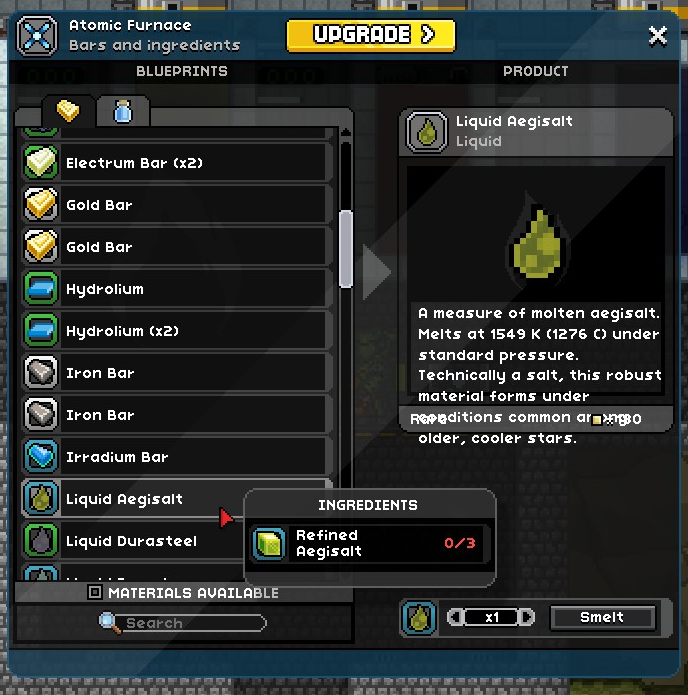 Atomic Furnace
Bars and ingredients
UPGRADE
BLUEPRINTS
PRODUCT
Electrum Bar (x2)
Gold Bar
Gold Bar
Hydrolium
Hydrolium (x2)
Iron Bar
Iron Bar
Irradium Bar
Liquid Aegisalt
Liquid Durasteel
MATERIALS AVAILABLE
Search
INGREDIENTS
Refined
Aegisalt
0/3
Liquid Aegisalt
Liquid
A measure of molten aegisalt.
Melts at 1549 K (1276 C) under
standard pressure.
Technically a salt, this robust
material forms under
conditions common among
older, cooler stars.
x1
Smelt